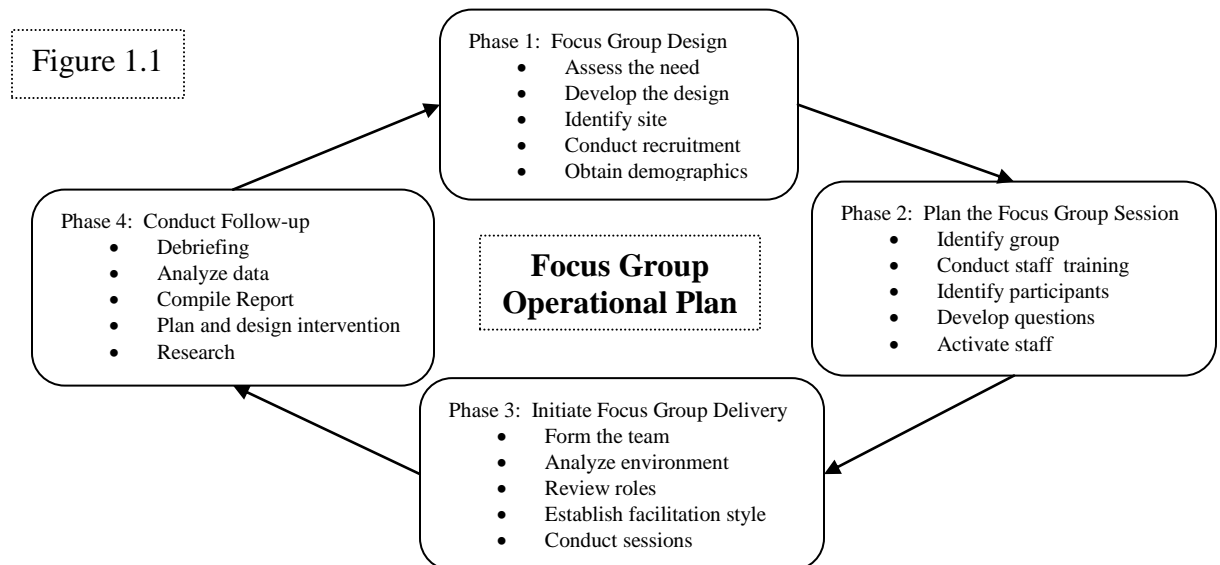 Figure 1.1
Phase 1: Focus Group Design
• Assess the need
• Develop the design
• Identify site
• Conduct recruitment
• Obtain demographics
Phase 2: Plan the Focus Group Session
• Identify group
• Conduct staff training
• Identify participants
• Develop questions
• Activate staff
Phase 4: Conduct Follow-up
• Debriefing
• Analyze data
• Compile Report
• Plan and design intervention
• Research
Focus Group
Operational Plan
Phase 3: Initiate Focus Group Delivery
• Form the team
• Analyze environment
• Review roles
• Establish facilitation style
• Conduct sessions